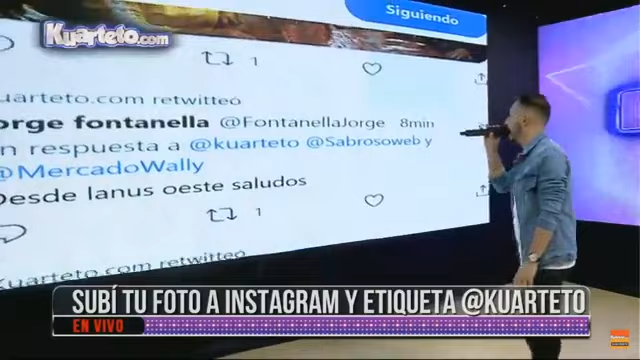 Kuarteto.com
Siguiendo
1
uarteto.com retwitteó
orge fontanella @FontanellaJorge 8min
n respuesta a @kuarteto @Sabrosoweb y
@MercadoWally
Desde lanus oeste saludos
1
Kuarteto.com retwitteó
SUBÍ TU FOTO A INSTAGRAM Y ETIQUETA @KUARTETO
EN VIVO